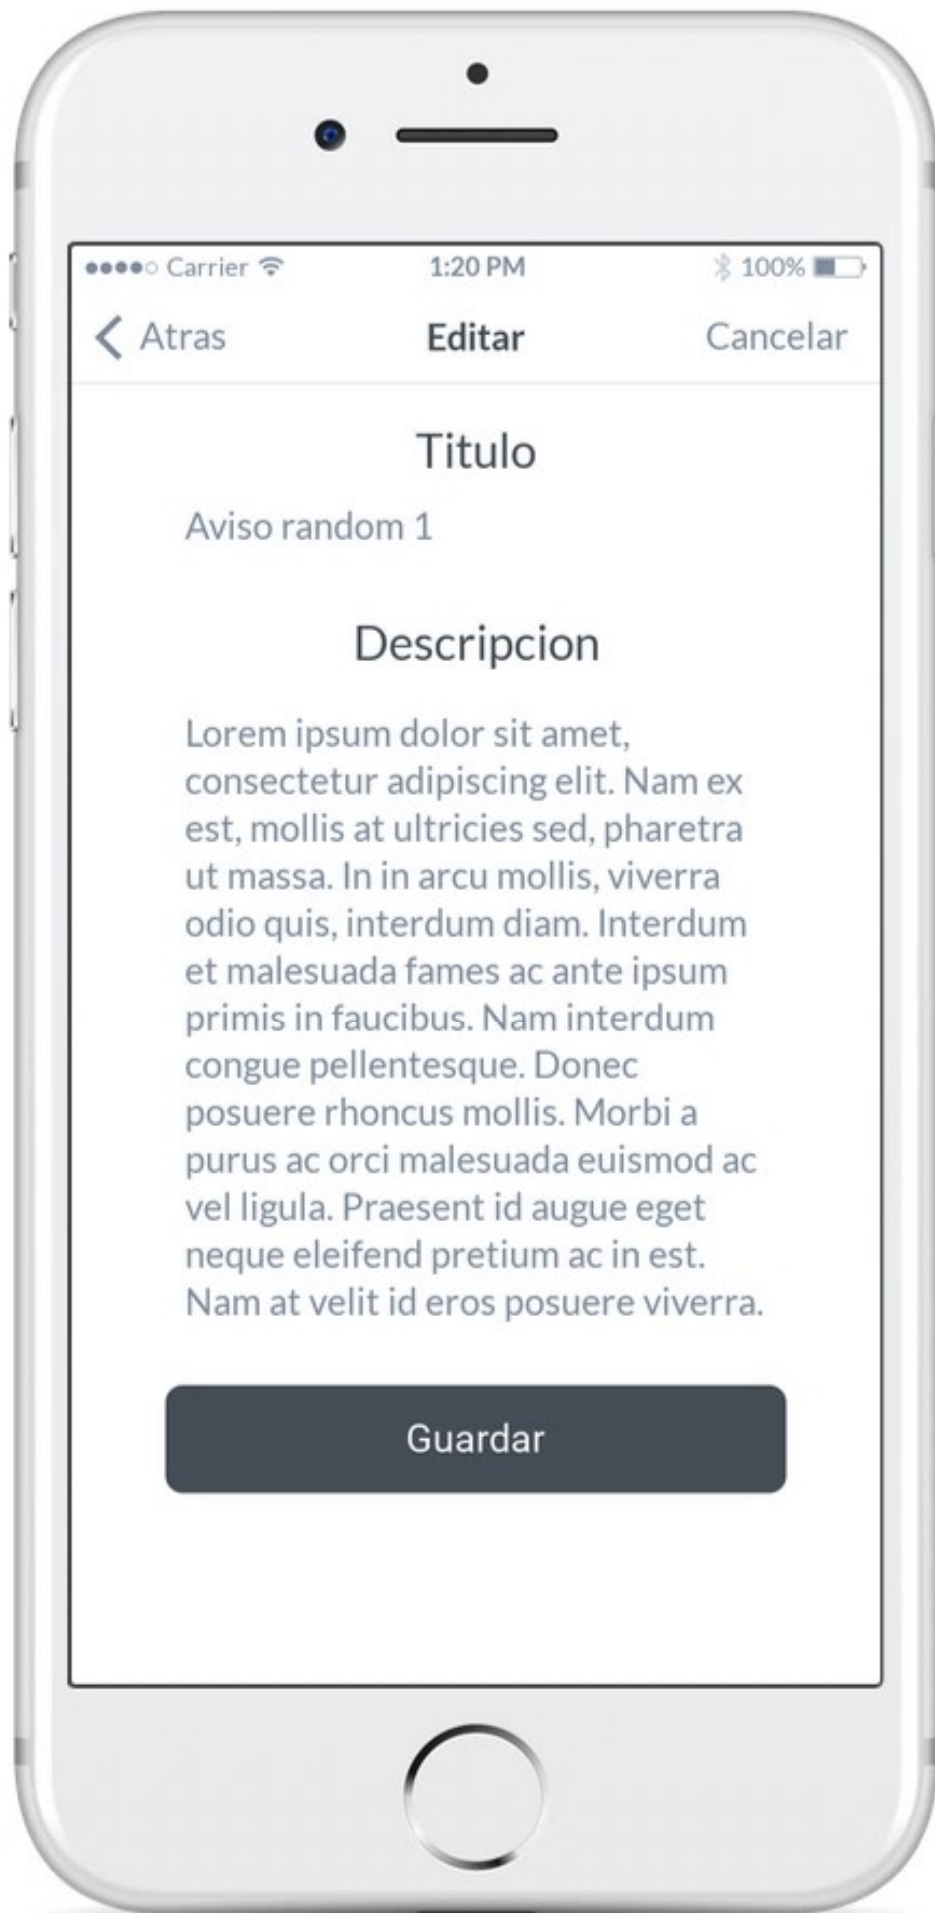 Carrier 1:20 PM 100%
Atras Editar Cancelar
Titulo
Aviso random 1
Descripcion
Lorem ipsum dolor sit amet,
consectetur adipiscing elit. Nam ex
est, mollis at ultricies sed, pharetra
ut massa. In in arcu mollis, viverra
odio quis, interdum diam. Interdum
et malesuada fames ac ante ipsum
primis in faucibus. Nam interdum
congue pellentesque. Donec
posuere rhoncus mollis. Morbi a
purus ac orci malesuada euismod ac
vel ligula. Praesent id augue eget
neque eleifend pretium ac in est.
Nam at velit id eros posuere viverra.
Guardar